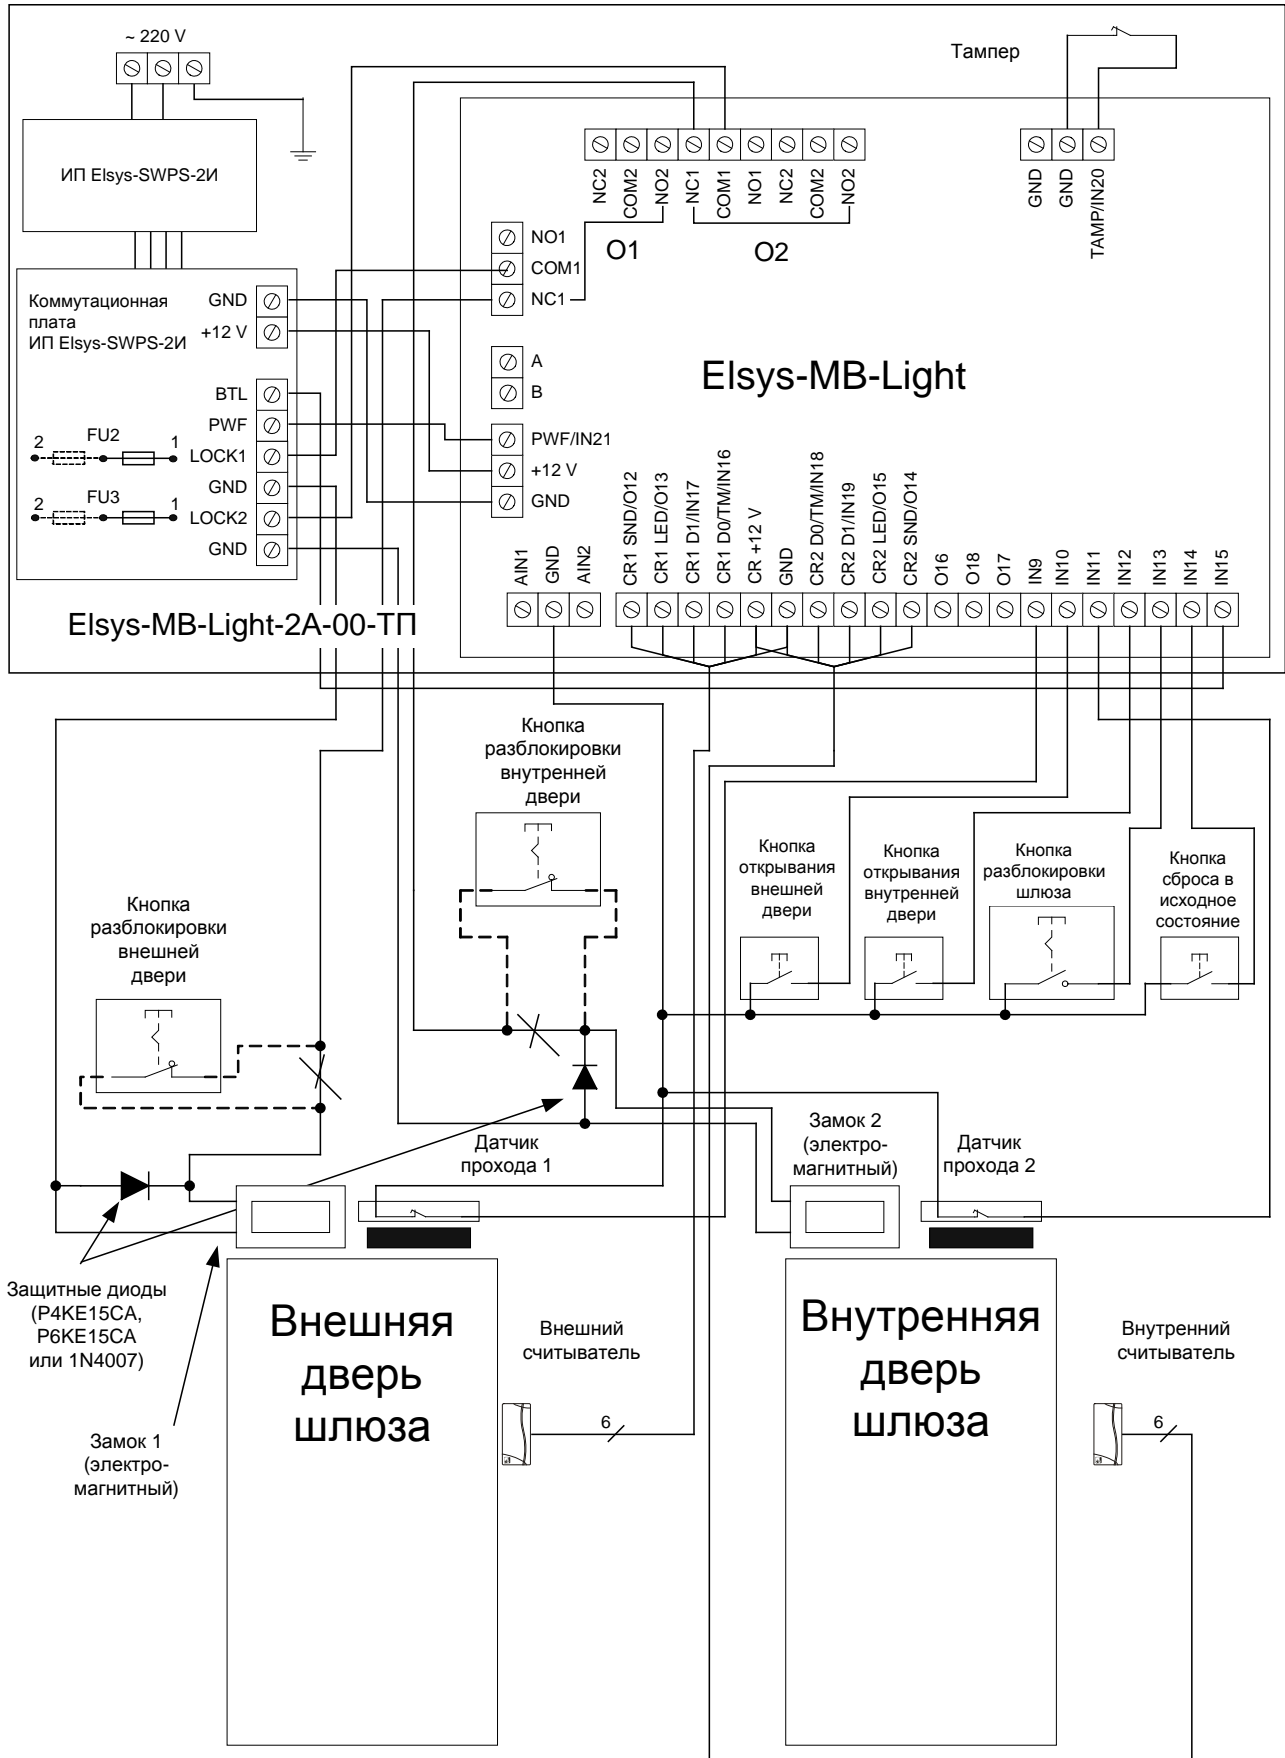 ~ 220 V
Тампер
ИП Elsys-SWPS-2И
NC2
COM2
NO2
NC1
COM1
NO1
NC2
COM2
NO2
GND
GND
TAMP/IN20
O1
O2
NO1
COM1
NC1
Коммутационная
плата
ИП Elsys-SWPS-2И
GND
+12 V
BTL
PWF
LOCK1
GND
LOCK2
GND
2
FU2
1
2
FU3
1
A
B
Elsys-MB-Light
PWF/IN21
+12 V
GND
AIN1
GND
AIN2
CR1 SND/O12
CR1 LED/O13
CR1 D1/IN17
CR1 D0/TM/IN16
CR +12 V
GND
CR2 D0/TM/IN18
CR2 D1/IN19
CR2 LED/O15
CR2 SND/O14
O16
O18
O17
IN9
IN10
IN11
IN12
IN13
IN14
IN15
Elsys-MB-Light-2A-00-ТП
Кнопка
разблокировки
внутренней
двери
Кнопка
разблокировки
внешней
двери
Кнопка
открывания
внешней
двери
Кнопка
открывания
внутренней
двери
Кнопка
разблокировки
шлюза
Кнопка
сброса в
исходное
состояние
Датчик
прохода 1
Замок 2
(электро-
магнитный)
Датчик
прохода 2
Защитные диоды
(P4KE15CA,
P6KE15CA
или 1N4007)
Замок 1
(электро-
магнитный)
Внешняя
дверь
шлюза
Внешний
считыватель
6
Внутренняя
дверь
шлюза
Внутренний
считыватель
6